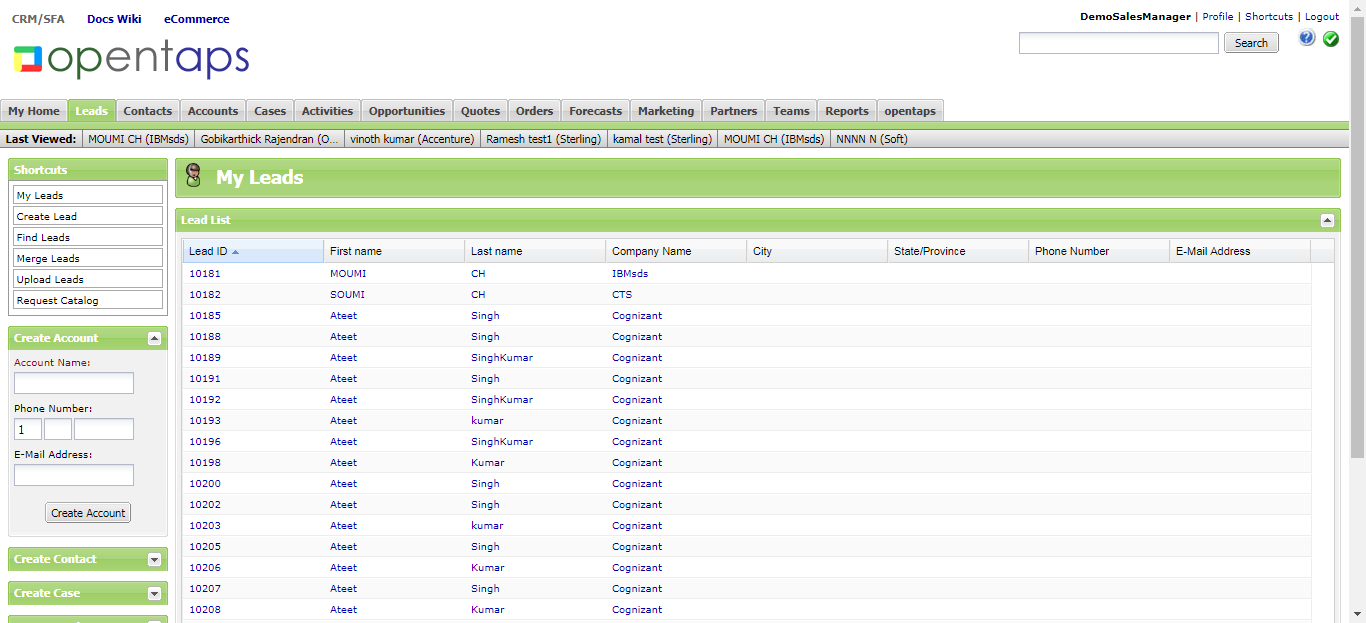 CRM/SFA Docs Wiki eCommerce
DemoSalesManager | Profile | Shortcuts | Logout
opentaps
Search
My Home Leads Contacts Accounts Cases Activities Opportunities Quotes Orders Forecasts Marketing Partners Teams Reports opentaps
Last Viewed: MOUMI CH (IBMsds) Gobikarthick Rajendran (O... vinoth kumar (Accenture) Ramesh test1 (Sterling) kamal test (Sterling) MOUMI CH (IBMsds) NNNN N (Soft)
Shortcuts
My Leads
Create Lead
Find Leads
Merge Leads
Upload Leads
Request Catalog
Create Account
Account Name:
Phone Number:
1
E-Mail Address:
Create Account
Create Contact
Create Case
My Leads
Lead List
Lead ID First name Last name Company Name City State/Province Phone Number E-Mail Address
10181 MOUMI CH IBMsds
10182 SOUMI CH CTS
10185 Ateet Singh Cognizant
10188 Ateet Singh Cognizant
10189 Ateet SinghKumar Cognizant
10191 Ateet Singh Cognizant
10192 Ateet SinghKumar Cognizant
10193 Ateet kumar Cognizant
10196 Ateet SinghKumar Cognizant
10198 Ateet Kumar Cognizant
10200 Ateet Singh Cognizant
10202 Ateet Singh Cognizant
10203 Ateet kumar Cognizant
10205 Ateet Singh Cognizant
10206 Ateet Kumar Cognizant
10207 Ateet Singh Cognizant
10208 Ateet Kumar Cognizant